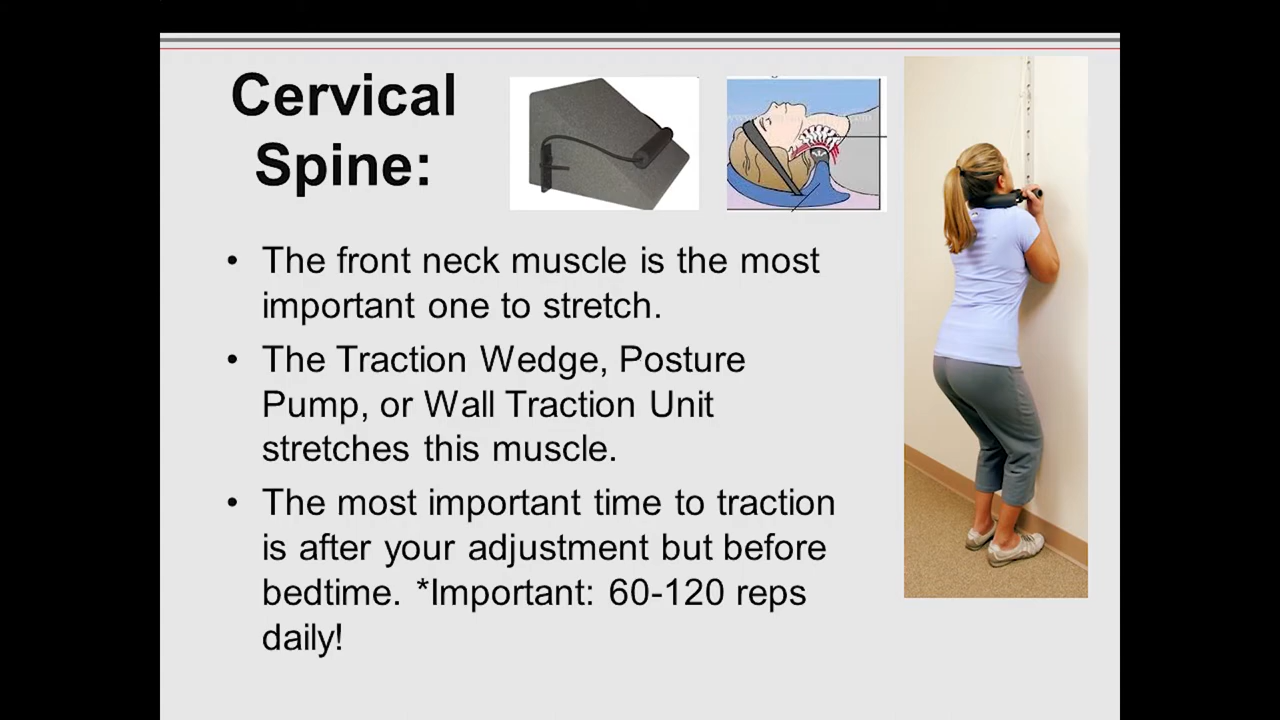 Cervical
Spine:
• The front neck muscle is the most
important one to stretch.
• The Traction Wedge, Posture
Pump, or Wall Traction Unit
stretches this muscle.
• The most important time to traction
is after your adjustment but before
bedtime. *Important: 60-120 reps
daily!